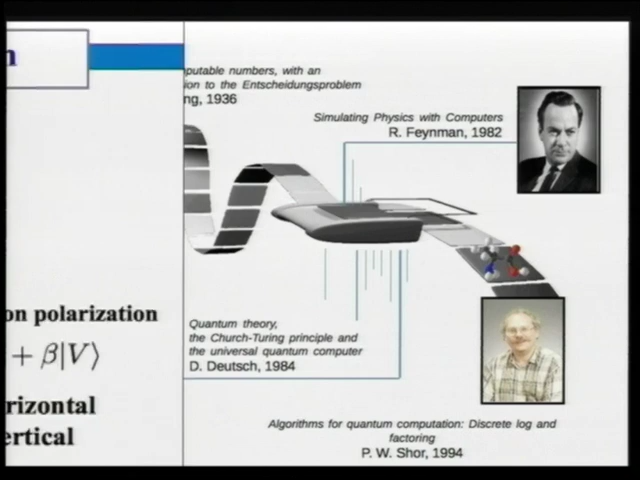 n
on polarization
+ β|V⟩
rizontal
ertical
putable numbers, with an
ion to the Entscheidungsproblem
ng, 1936
Simulating Physics with Computers
R. Feynman, 1982
Quantum theory,
the Church-Turing principle and
the universal quantum computer
D. Deutsch, 1984
Algorithms for quantum computation: Discrete log and
factoring
P. W. Shor, 1994